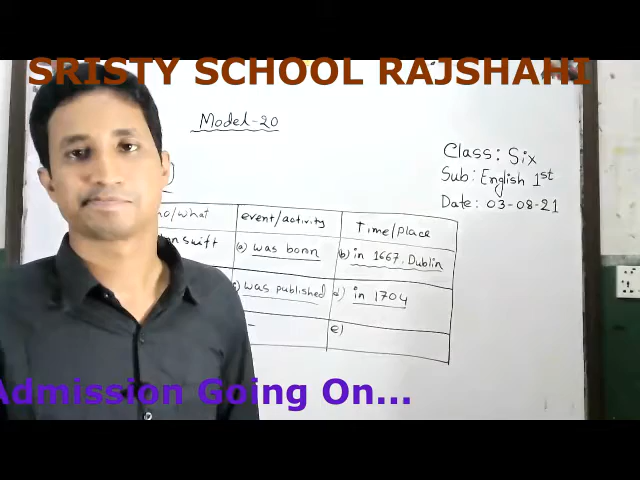 SRISTY SCHOOL RAJSHAHI
Model-20
Class: Six
Sub: English 1st
Date: 03-08-21
event/activity Time/place
swift (a) was bonn b) in 1667, Dublin
was published d) in 1704
e)
Admission Going On...